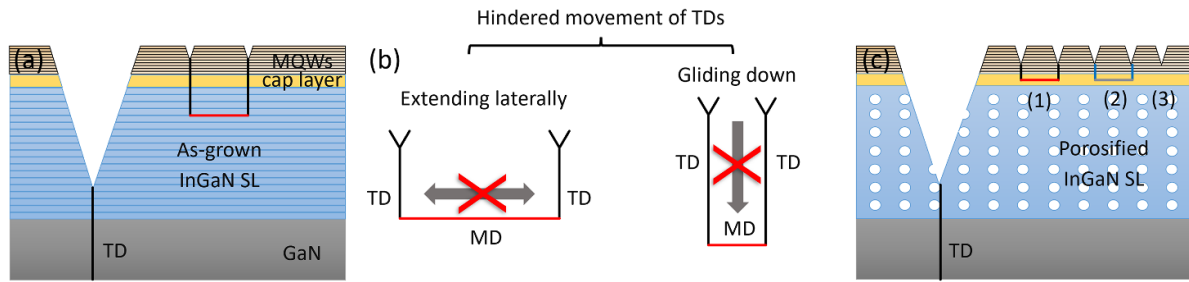 (a)
MQWs
cap layer
As-grown
InGaN SL
TD
GaN
Hindered movement of TDs
(b)
Extending laterally
TD
TD
MD
Gliding down
TD
TD
MD
(c)
(1)
(2)
(3)
Porosified
InGaN SL
TD